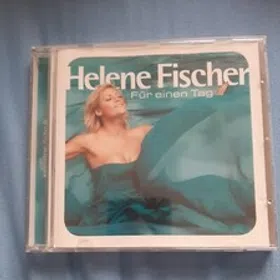 Helene Fischer
Für einen Tag